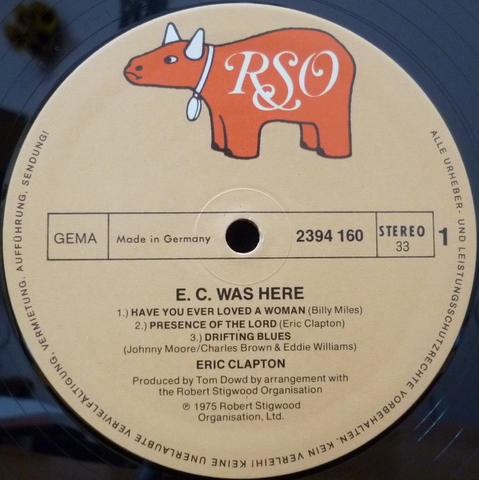 RSO
GEMA
Made in Germany
2394 160
STEREO
33
1
E. C. WAS HERE
1.) HAVE YOU EVER LOVED A WOMAN (Billy Miles)
2.) PRESENCE OF THE LORD (Eric Clapton)
3.) DRIFTING BLUES
(Johnny Moore/Charles Brown & Eddie Williams)
ERIC CLAPTON
Produced by Tom Dowd by arrangement with
the Robert Stigwood Organisation
℗ 1975 Robert Stigwood
Organisation, Ltd.
ALLE URHEBER- UND LEISTUNGSSCHUTZRECHTE VORBEHALTEN. KEIN VERLEIH! KEINE UNERLAUBTE VERVIELFÄLTIGUNG, VERMIETUNG, AUFFÜHRUNG, SENDUNG!